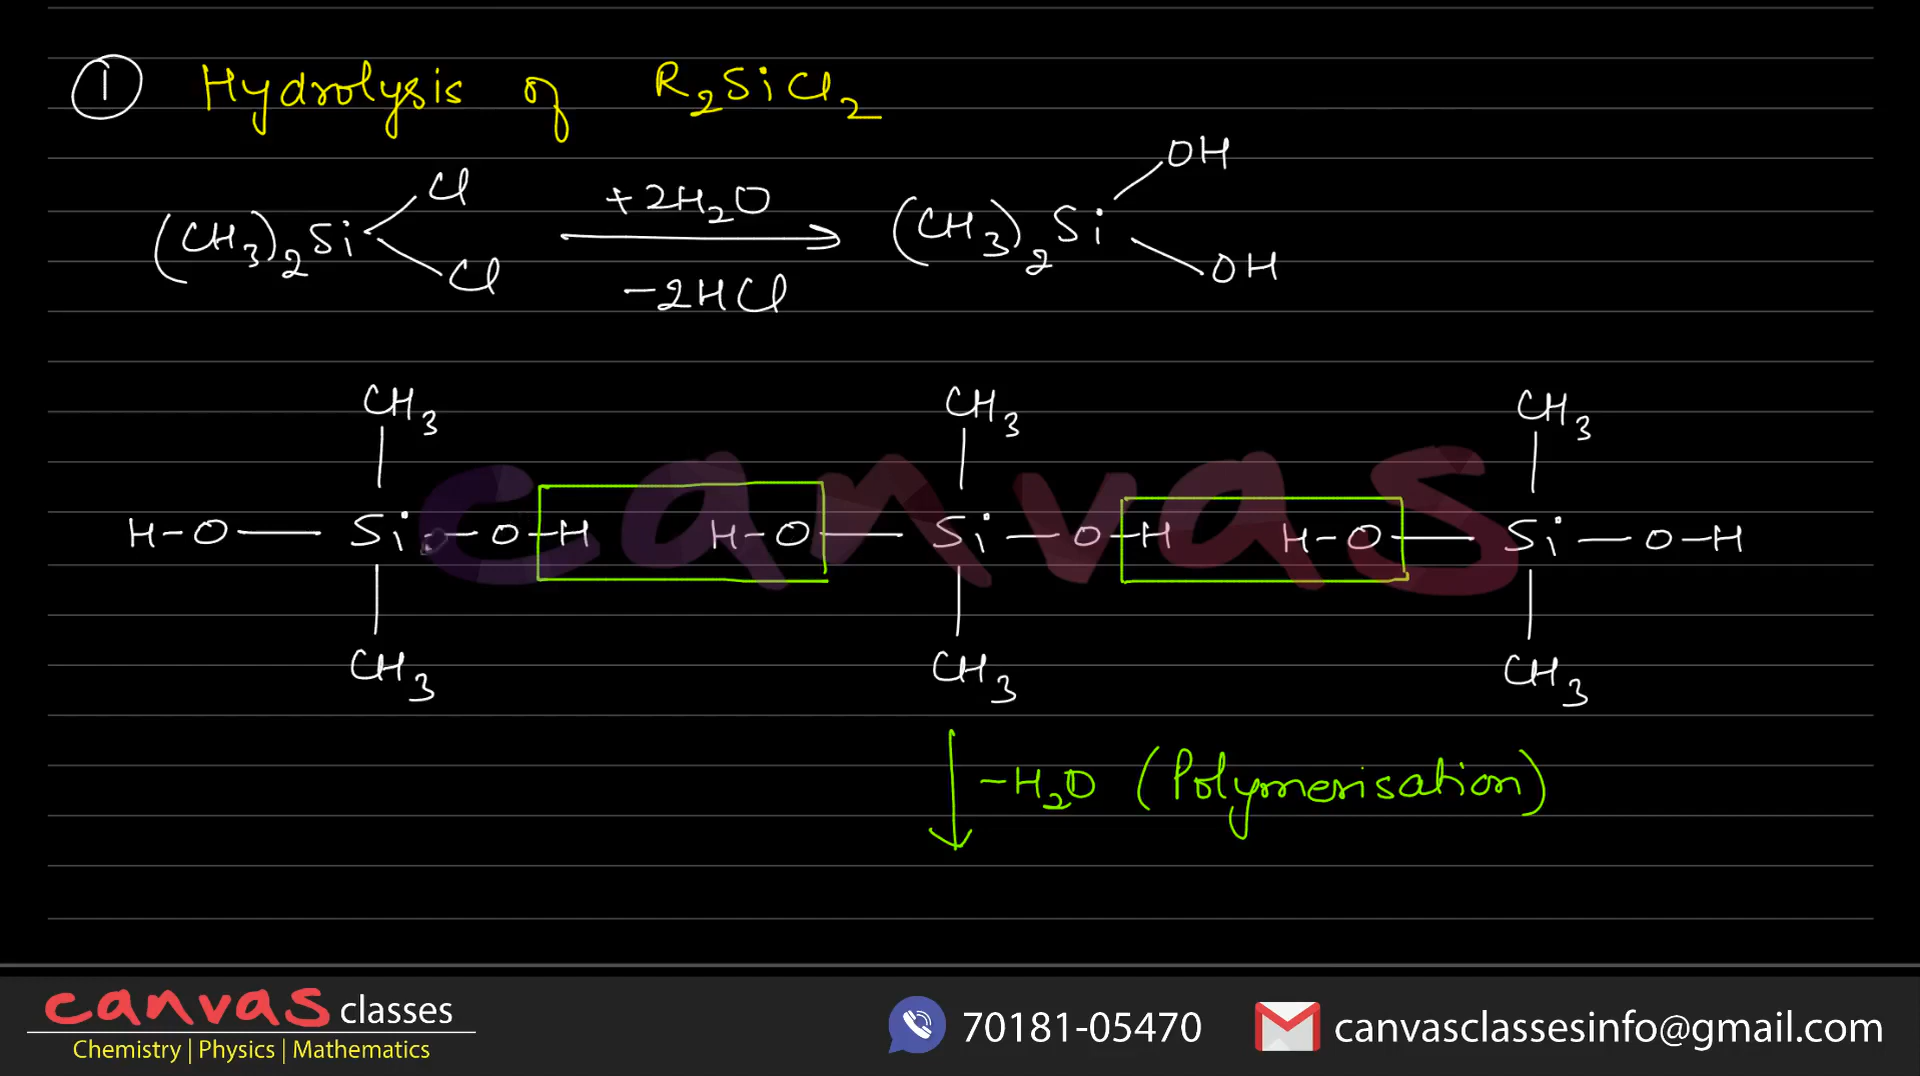 ① Hydrolysis of R₂SiCl₂
(CH₃)₂Si Cl Cl +2H₂O −2HCl (CH₃)₂Si OH OH
CH₃ CH₃ CH₃
H-O—Si—O-H H-O—Si—O-H H-O—Si—O-H
CH₃ CH₃ CH₃
−H₂O (Polymerisation)
canvas
canvas classes
Chemistry | Physics | Mathematics
70181-05470
canvasclassesinfo@gmail.com